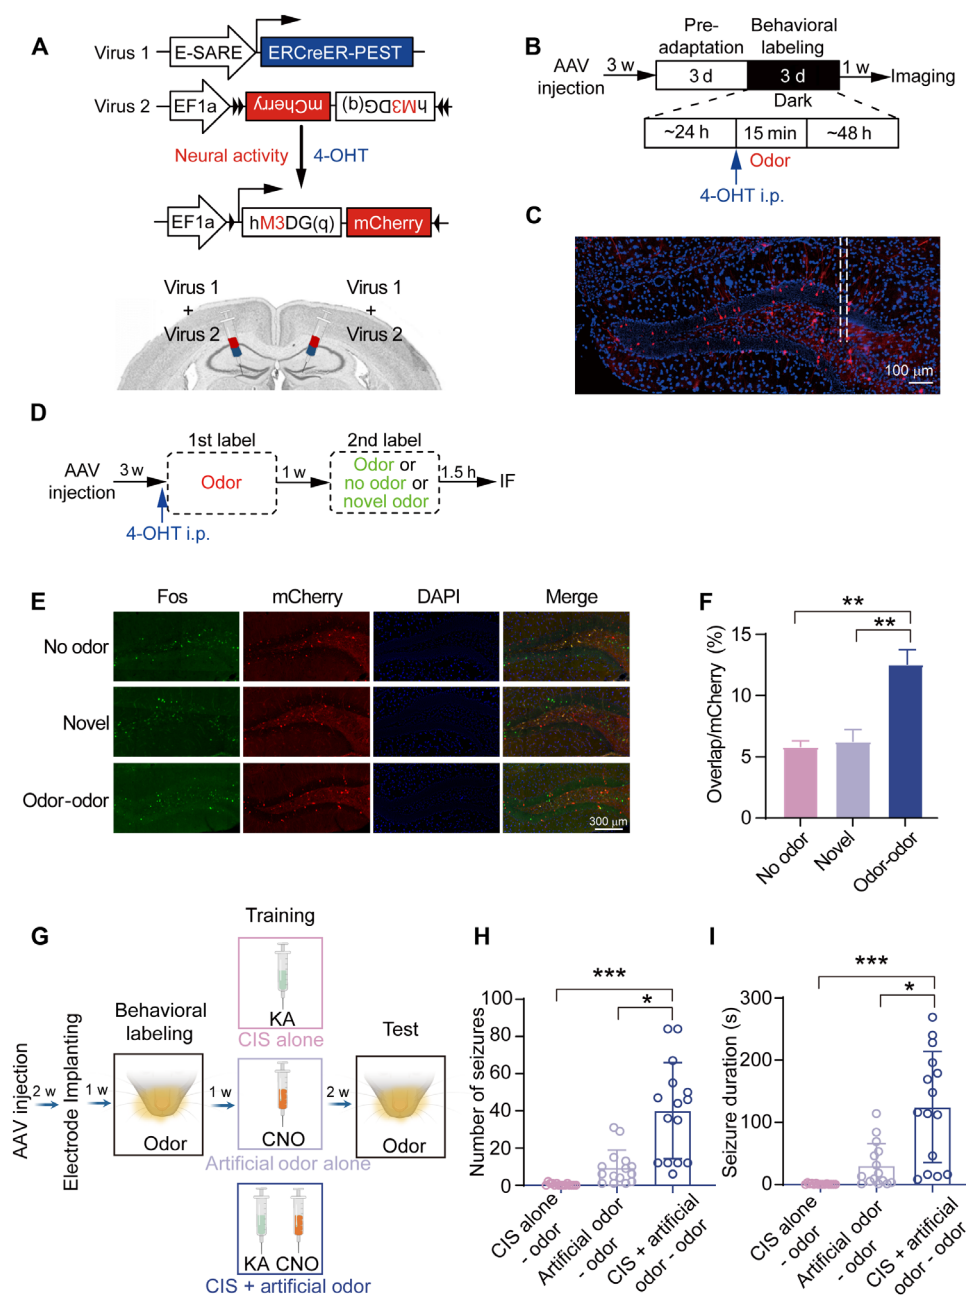 A
Virus 1
E-SARE
ERCreER-PEST
Virus 2
EF1a
mCherry
hM3DG(q)
Neural activity
4-OHT
EF1a
hM3DG(q)
mCherry
Virus 1
+
Virus 2
Virus 1
+
Virus 2
B
Pre-
adaptation
Behavioral
labeling
AAV
injection
3 w
3 d
3 d
1 w
Imaging
Dark
~24 h
15 min
~48 h
Odor
4-OHT i.p.
C
100 μm
D
1st label
2nd label
AAV
injection
3 w
Odor
1 w
Odor or
no odor or
novel odor
1.5 h
IF
4-OHT i.p.
E
Fos
mCherry
DAPI
Merge
No odor
Novel
Odor-odor
300 μm
F
**
**
Overlap/mCherry (%)
15
10
5
0
No odor
Novel
Odor-odor
G
Training
AAV injection
2 w
Electrode Implanting
1 w
Behavioral
labeling
Odor
1 w
KA
CIS alone
CNO
Artificial odor alone
KA CNO
CIS + artificial odor
2 w
Test
Odor
H
***
*
Number of seizures
100
80
60
40
20
0
CIS alone
- odor
Artificial odor
- odor
CIS + artificial
odor - odor
I
***
*
Seizure duration (s)
300
200
100
0
CIS alone
- odor
Artificial odor
- odor
CIS + artificial
odor - odor